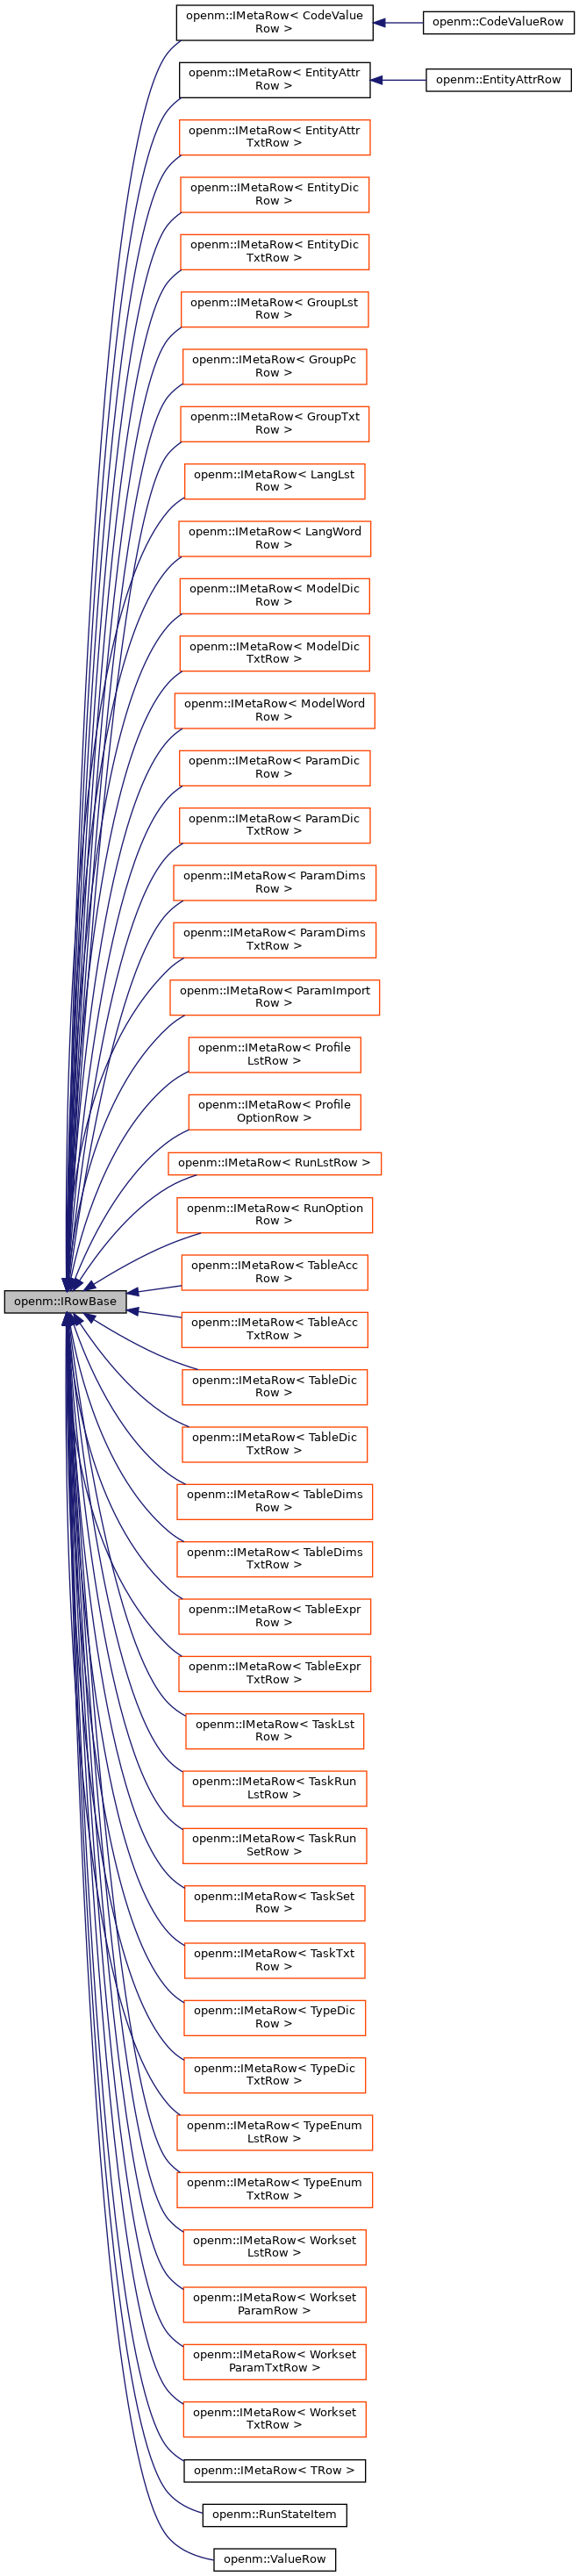 openm::IMetaRow< CodeValue
Row >
openm::CodeValueRow
openm::IMetaRow< EntityAttr
Row >
openm::EntityAttrRow
openm::IMetaRow< EntityAttr
TxtRow >
openm::IMetaRow< EntityDic
Row >
openm::IMetaRow< EntityDic
TxtRow >
openm::IMetaRow< GroupLst
Row >
openm::IMetaRow< GroupPc
Row >
openm::IMetaRow< GroupTxt
Row >
openm::IMetaRow< LangLst
Row >
openm::IMetaRow< LangWord
Row >
openm::IMetaRow< ModelDic
Row >
openm::IMetaRow< ModelDic
TxtRow >
openm::IMetaRow< ModelWord
Row >
openm::IMetaRow< ParamDic
Row >
openm::IMetaRow< ParamDic
TxtRow >
openm::IMetaRow< ParamDims
Row >
openm::IMetaRow< ParamDims
TxtRow >
openm::IMetaRow< ParamImport
Row >
openm::IMetaRow< Profile
LstRow >
openm::IMetaRow< Profile
OptionRow >
openm::IMetaRow< RunLstRow >
openm::IMetaRow< RunOption
Row >
openm::IMetaRow< TableAcc
Row >
openm::IRowBase
openm::IMetaRow< TableAcc
TxtRow >
openm::IMetaRow< TableDic
Row >
openm::IMetaRow< TableDic
TxtRow >
openm::IMetaRow< TableDims
Row >
openm::IMetaRow< TableDims
TxtRow >
openm::IMetaRow< TableExpr
Row >
openm::IMetaRow< TableExpr
TxtRow >
openm::IMetaRow< TaskLst
Row >
openm::IMetaRow< TaskRun
LstRow >
openm::IMetaRow< TaskRun
SetRow >
openm::IMetaRow< TaskSet
Row >
openm::IMetaRow< TaskTxt
Row >
openm::IMetaRow< TypeDic
Row >
openm::IMetaRow< TypeDic
TxtRow >
openm::IMetaRow< TypeEnum
LstRow >
openm::IMetaRow< TypeEnum
TxtRow >
openm::IMetaRow< Workset
LstRow >
openm::IMetaRow< Workset
ParamRow >
openm::IMetaRow< Workset
ParamTxtRow >
openm::IMetaRow< Workset
TxtRow >
openm::IMetaRow< TRow >
openm::RunStateItem
openm::ValueRow